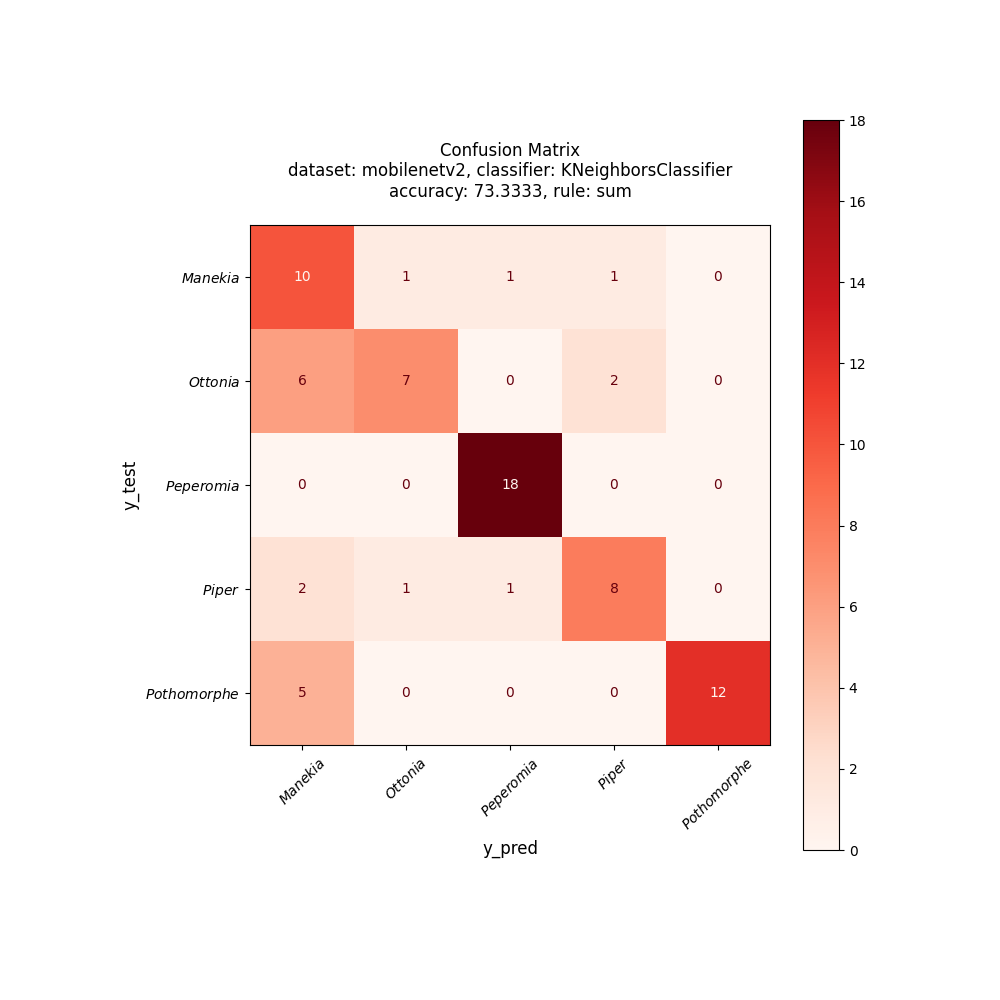 Confusion Matrix
dataset: mobilenetv2, classifier: KNeighborsClassifier
accuracy: 73.3333, rule: sum
y_test
Manekia 10 1 1 1 0
Ottonia 6 7 0 2 0
Peperomia 0 0 18 0 0
Piper 2 1 1 8 0
Pothomorphe 5 0 0 0 12
Manekia Ottonia Peperomia Piper Pothomorphe
y_pred
18
16
14
12
10
8
6
4
2
0